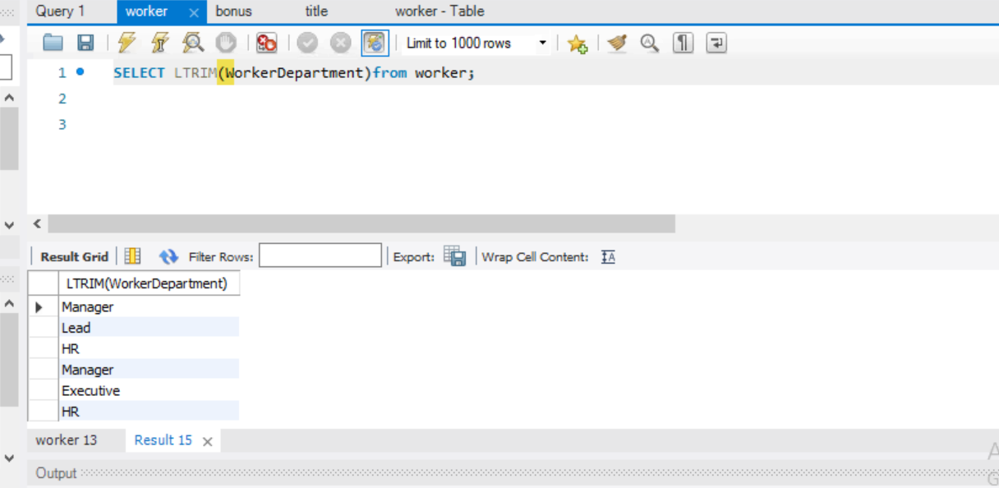 Query 1 worker × bonus title worker - Table
Limit to 1000 rows
1 SELECT LTRIM(WorkerDepartment)from worker;
2
3
Result Grid Filter Rows: Export: Wrap Cell Content: IA
LTRIM(WorkerDepartment)
Manager
Lead
HR
Manager
Executive
HR
worker 13 Result 15 ×
Output